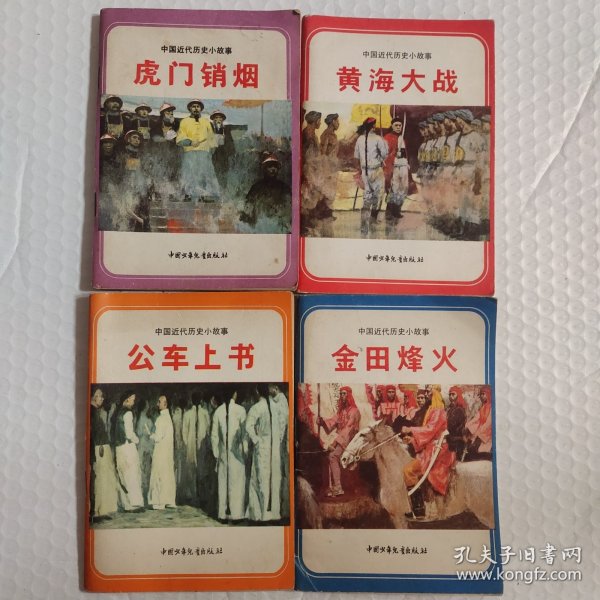 中国近代历史小故事
虎门销烟
中国少年儿童出版社
中国近代历史小故事
黄海大战
中国少年儿童出版社
中国近代历史小故事
公车上书
中国少年儿童出版社
中国近代历史小故事
金田烽火
中国少年儿童出版社
孔夫子旧书网
www.kongfz.com